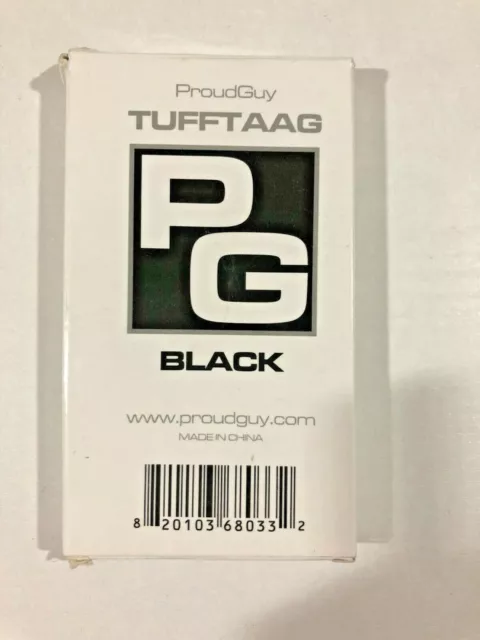 ProudGuy
TUFFTAAG
PG
BLACK
www.proudguy.com
MADE IN CHINA
8 20103 68033 2